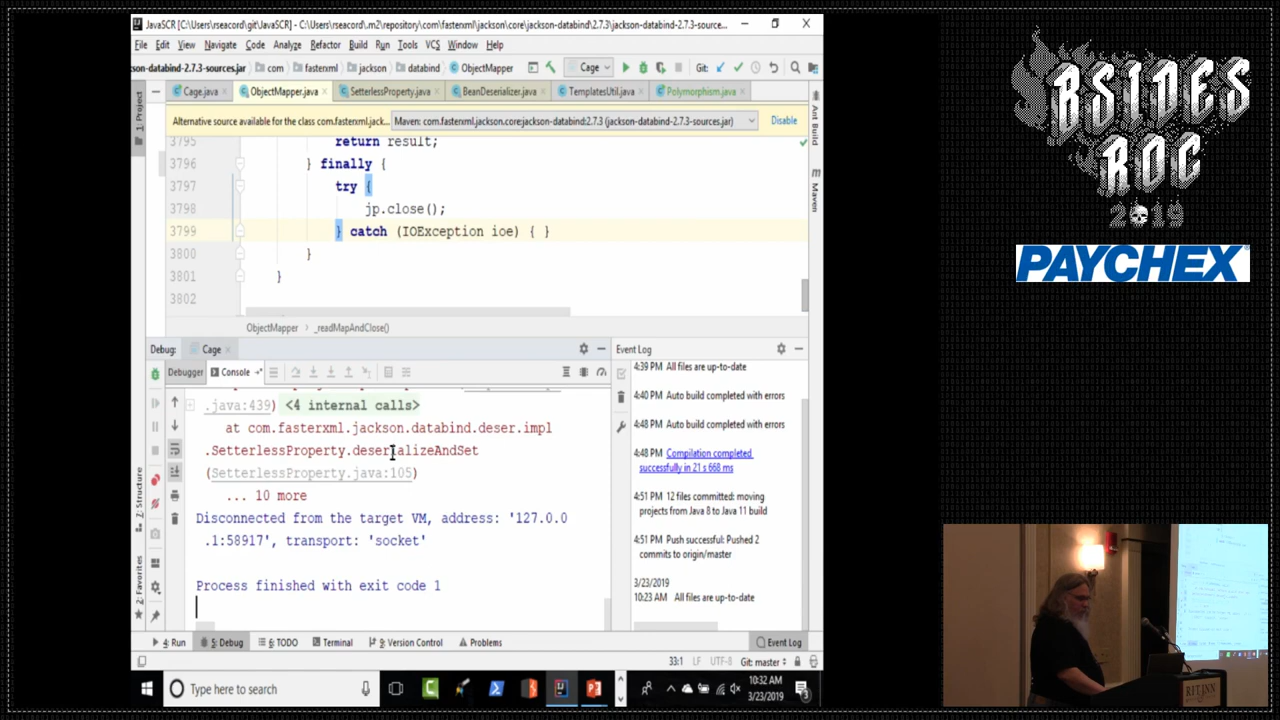 JavaSCR [C:\Users\rseacord\git\JavaSCR] - C:\Users\rseacord\.m2\repository\com\fasterxml\jackson\core\jackson-databind\2.7.3\jackson-databind-2.7.3-source...
File Edit View Navigate Code Analyze Refactor Build Run Tools VCS Window Help
kson-databind-2.7.3-sources.jar com fasterxml jackson databind ObjectMapper Cage Git:
Cage.java ObjectMapper.java SetterlessProperty.java BeanDeserializer.java TemplatesUtil.java Polymorphism.java
Alternative source available for the class com.fasterxml.jack... Maven: com.fasterxml.jackson.core:jackson-databind:2.7.3 (jackson-databind-2.7.3-sources.jar) Disable
3795 return result;
3796 } finally {
3797 try {
3798 jp.close();
3799 } catch (IOException ioe) { }
3800 }
3801 }
3802
ObjectMapper > _readMapAndClose()
1: Project
Ant Build
Maven
Debug: Cage
Debugger Console
.java:439) <4 internal calls>
at com.fasterxml.jackson.databind.deser.impl
.SetterlessProperty.deserializeAndSet
(SetterlessProperty.java:105)
... 10 more
Disconnected from the target VM, address: '127.0.0
.1:58917', transport: 'socket'
Process finished with exit code 1
7: Structure
2: Favorites
Event Log
4:39 PM All files are up-to-date
4:40 PM Auto build completed with errors
4:48 PM Auto build completed with errors
4:48 PM Compilation completed
successfully in 21 s 668 ms
4:51 PM 12 files committed: moving
projects from Java 8 to Java 11 build
4:51 PM Push successful: Pushed 2
commits to origin/master
3/23/2019
10:23 AM All files are up-to-date
4: Run 5: Debug 6: TODO Terminal 9: Version Control Problems Event Log
33:1 LF UTF-8 Git: master
Type here to search
10:32 AM
3/23/2019
3
BSIDES
ROC
2019
PAYCHEX
RIT INN